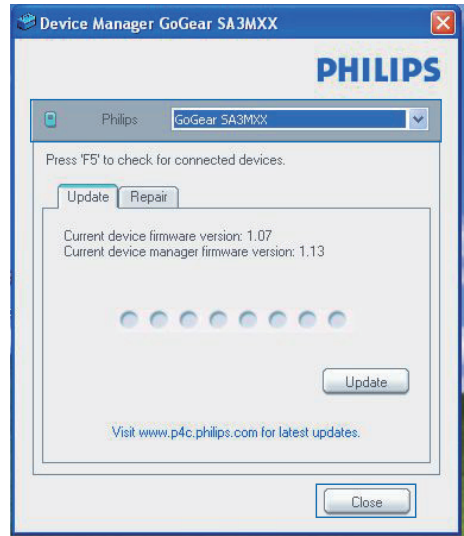 Device Manager GoGear SA3MXX
PHILIPS
Philips GoGear SA3MXX
Press 'F5' to check for connected devices.
Update Repair
Current device firmware version: 1.07
Current device manager firmware version: 1.13
Update
Visit www.p4c.philips.com for latest updates.
Close